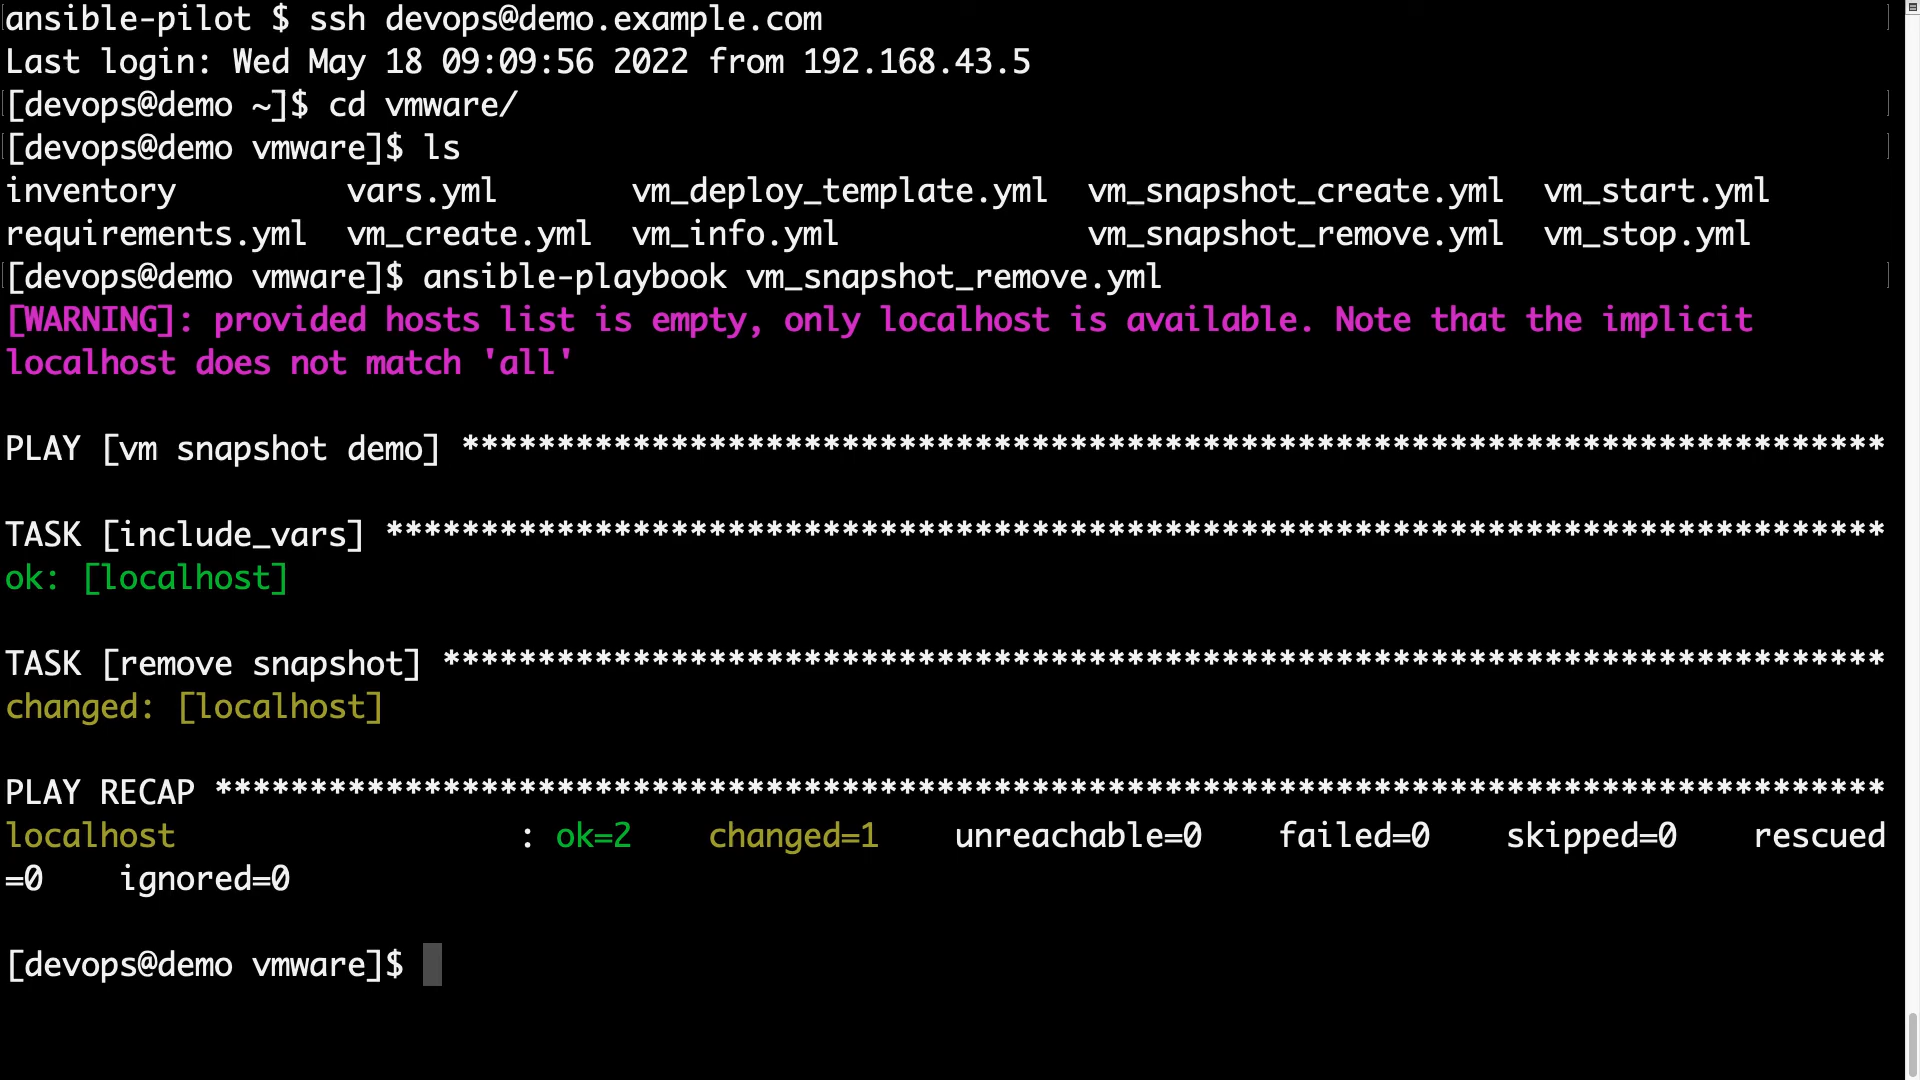 ansible-pilot $ ssh devops@demo.example.com
Last login: Wed May 18 09:09:56 2022 from 192.168.43.5
[devops@demo ~]$ cd vmware/
[devops@demo vmware]$ ls
inventory         vars.yml       vm_deploy_template.yml  vm_snapshot_create.yml  vm_start.yml
requirements.yml  vm_create.yml  vm_info.yml             vm_snapshot_remove.yml  vm_stop.yml
[devops@demo vmware]$ ansible-playbook vm_snapshot_remove.yml
[WARNING]: provided hosts list is empty, only localhost is available. Note that the implicit
localhost does not match 'all'
PLAY [vm snapshot demo] ***************************************************************************
TASK [include_vars] *******************************************************************************
ok: [localhost]
TASK [remove snapshot] ****************************************************************************
changed: [localhost]
PLAY RECAP ****************************************************************************************
localhost                  : ok=2    changed=1    unreachable=0    failed=0    skipped=0    rescued
=0    ignored=0
[devops@demo vmware]$